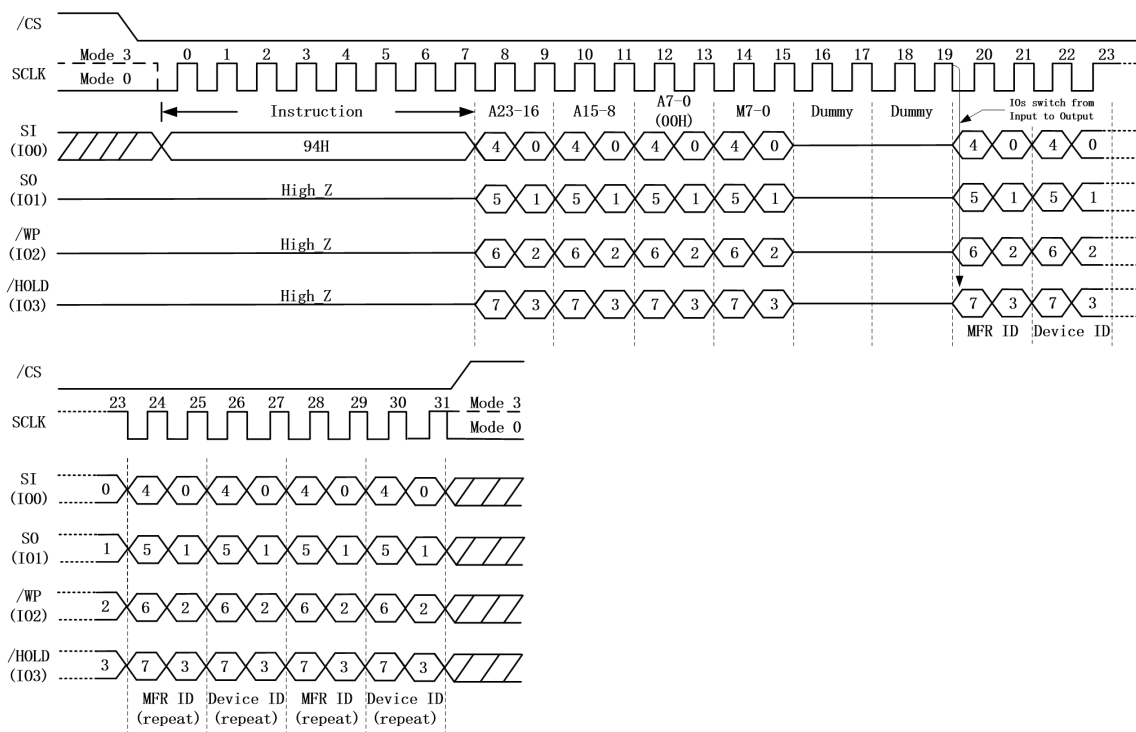 /CS
Mode 3 0 1 2 3 4 5 6 7 8 9 10 11 12 13 14 15 16 17 18 19 20 21 22 23
SCLK
Mode 0
Instruction A23-16 A15-8 A7-0 (00H) M7-0 Dummy Dummy IOs switch from
Input to Output
SI
(IO0) 94H 4 0 4 0 4 0 4 0 4 0 4 0
SO
(IO1) High_Z 5 1 5 1 5 1 5 1 5 1 5 1
/WP
(IO2) High_Z 6 2 6 2 6 2 6 2 6 2 6 2
/HOLD
(IO3) High_Z 7 3 7 3 7 3 7 3 7 3 7 3
MFR ID Device ID
/CS
23 24 25 26 27 28 29 30 31 Mode 3
SCLK
Mode 0
SI
(IO0) 0 4 0 4 0 4 0 4 0
SO
(IO1) 1 5 1 5 1 5 1 5 1
/WP
(IO2) 2 6 2 6 2 6 2 6 2
/HOLD
(IO3) 3 7 3 7 3 7 3 7 3
MFR ID Device ID MFR ID Device ID
(repeat) (repeat) (repeat) (repeat)